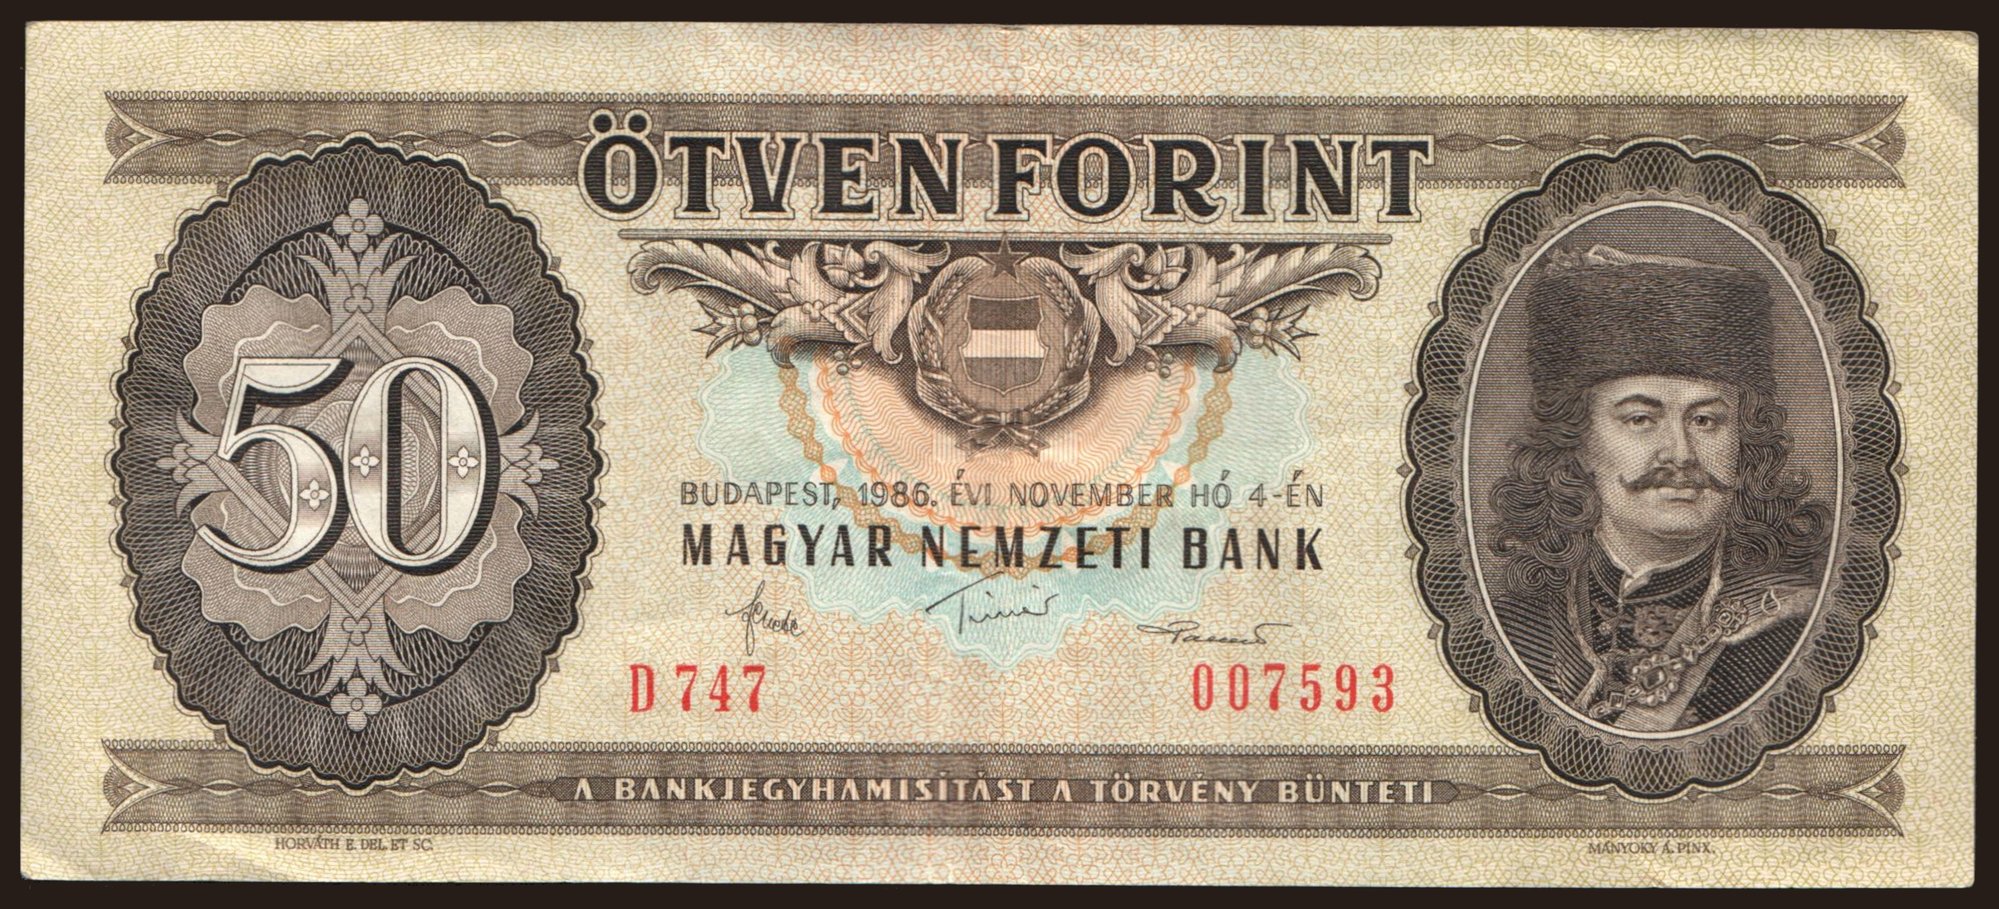 ÖTVEN FORINT
50
BUDAPEST, 1986. ÉVI NOVEMBER HÓ 4-ÉN
MAGYAR NEMZETI BANK
D 747 007593
A BANKJEGYHAMISÍTÁST A TÖRVÉNY BÜNTETI
HORVÁTH E. DEL. ET SC. MÁNYOKY Á. PINX.